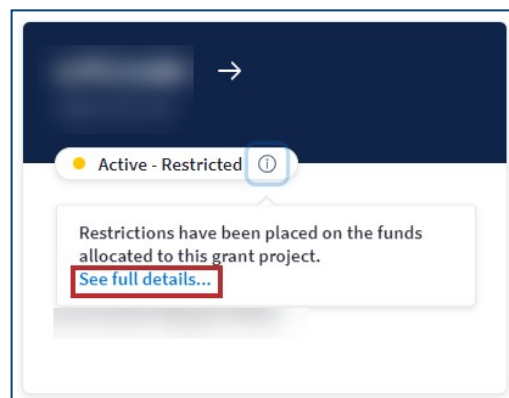 Active - Restricted
Restrictions have been placed on the funds
allocated to this grant project.
See full details...